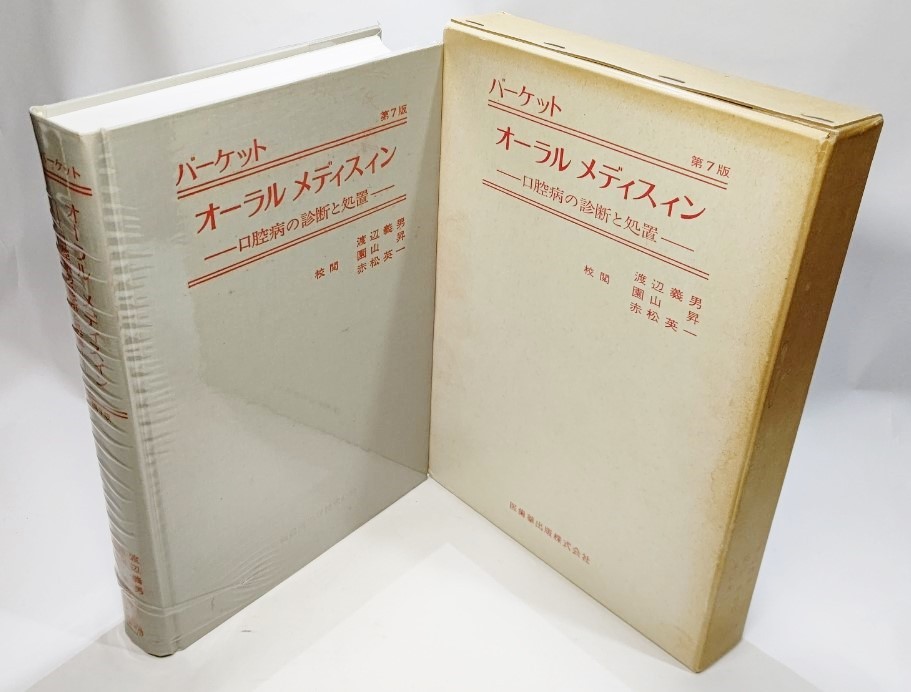 バーケット
第7版
オーラル メディスィン
―口腔病の診断と処置―
渡辺義男
校閲 園山 昇
赤松英一
バーケット
第7版
オーラル メディスィン
―口腔病の診断と処置―
渡辺義男
校閲 園山 昇
赤松英一
医歯薬出版株式会社
バーケット
渡辺義男